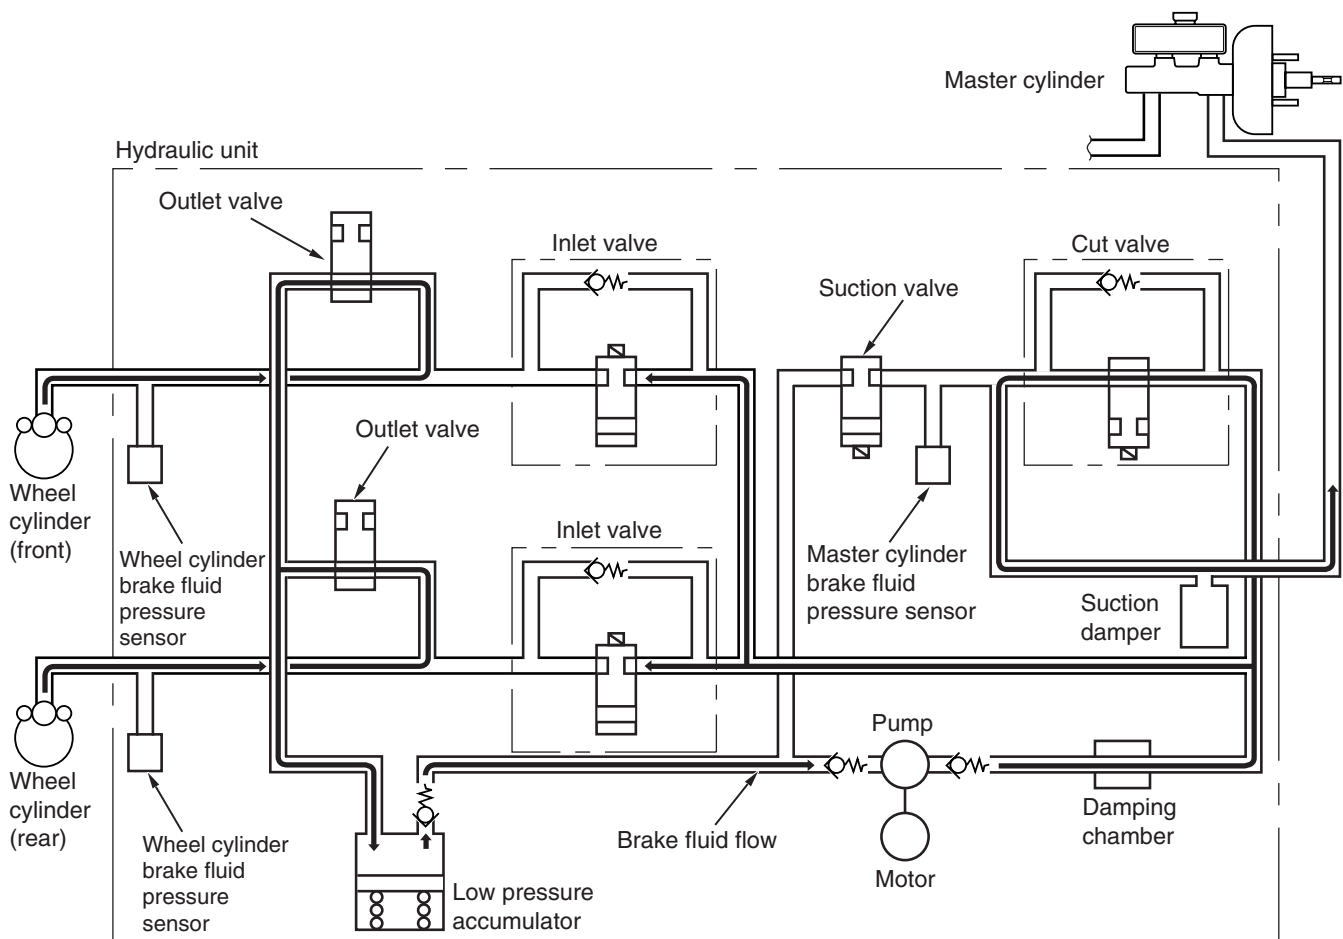 Master cylinder
Hydraulic unit
Outlet valve
Inlet valve
Cut valve
Suction valve
Outlet valve
Wheel
cylinder
(front)
Wheel cylinder
brake fluid
pressure
sensor
Inlet valve
Master cylinder
brake fluid
pressure sensor
Suction
damper
Pump
Wheel
cylinder
(rear)
Wheel cylinder
brake fluid
pressure
sensor
Brake fluid flow
Damping
chamber
Motor
Low pressure
accumulator